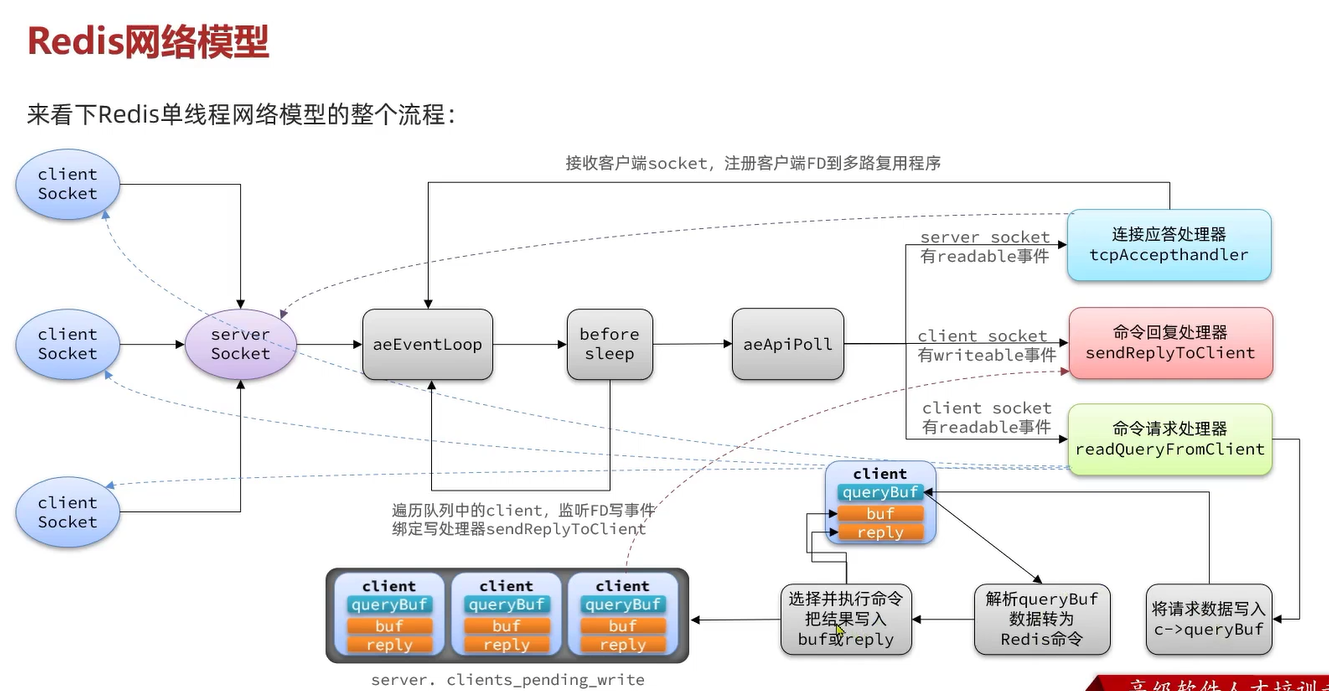 Redis网络模型
来看下Redis单线程网络模型的整个流程：
client
Socket
接收客户端socket，注册客户端FD到多路复用程序
连接应答处理器
tcpAccepthandler
server socket
有readable事件
client
Socket
server
Socket
aeEventLoop
before
sleep
aeApiPoll
client socket
有writeable事件
命令回复处理器
sendReplyToClient
client socket
有readable事件
命令请求处理器
readQueryFromClient
client
Socket
遍历队列中的client，监听FD写事件
绑定写处理器sendReplyToClient
client
queryBuf
buf
reply
client
queryBuf
buf
reply
client
queryBuf
buf
reply
client
queryBuf
buf
reply
server. clients_pending_write
选择并执行命令
把结果写入
buf或reply
解析queryBuf
数据转为
Redis命令
将请求数据写入
c->queryBuf
高级软件人才培训